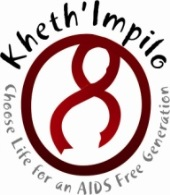 Kheth'Impilo
Choose Life for an AIDS Free Generation